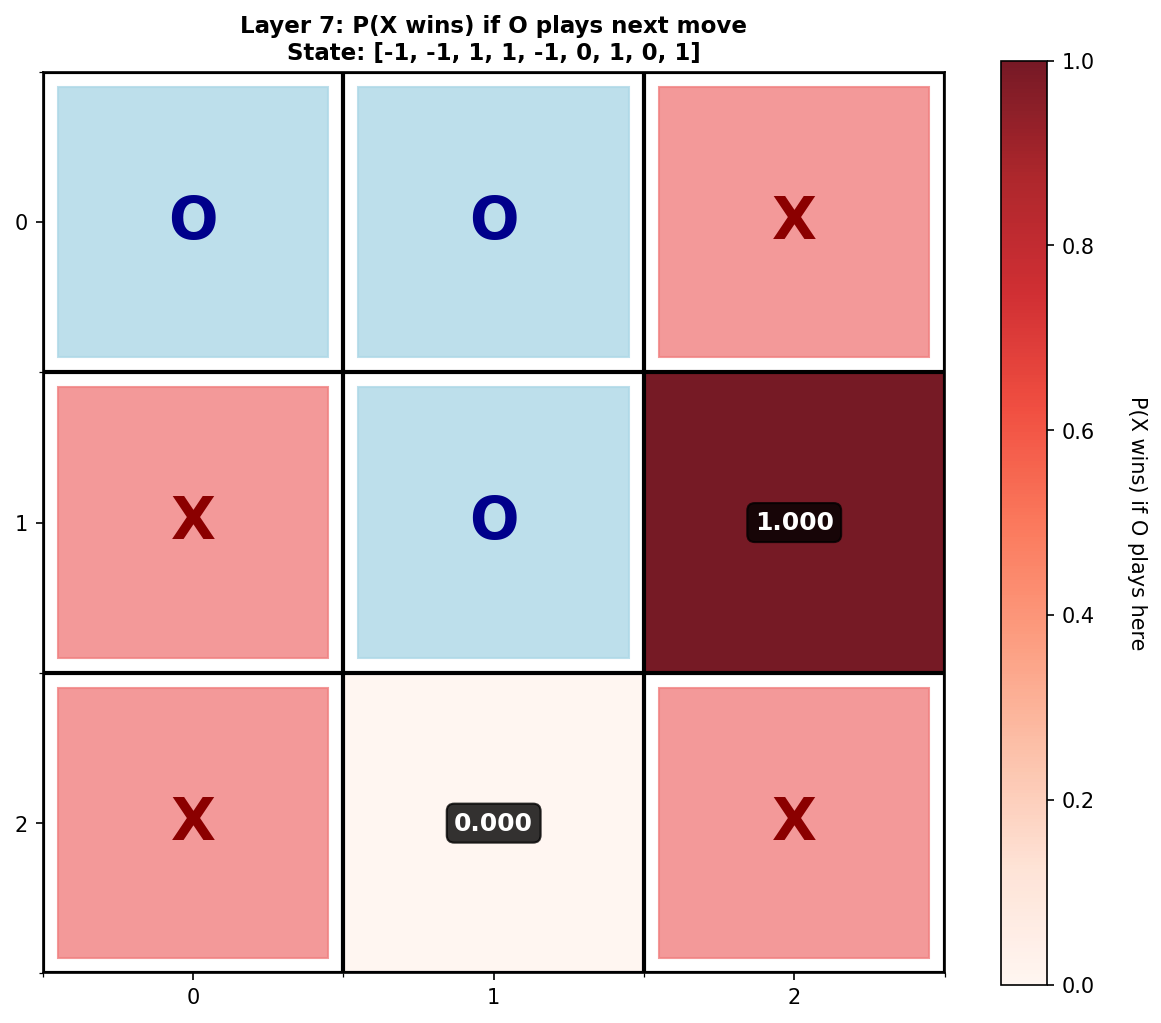 Layer 7: P(X wins) if O plays next move
State: [-1, -1, 1, 1, -1, 0, 1, 0, 1]
0
O
O
X
1
X
O
1.000
2
X
0.000
X
0
1
2
1.0
0.8
0.6
0.4
0.2
0.0
P(X wins) if O plays here